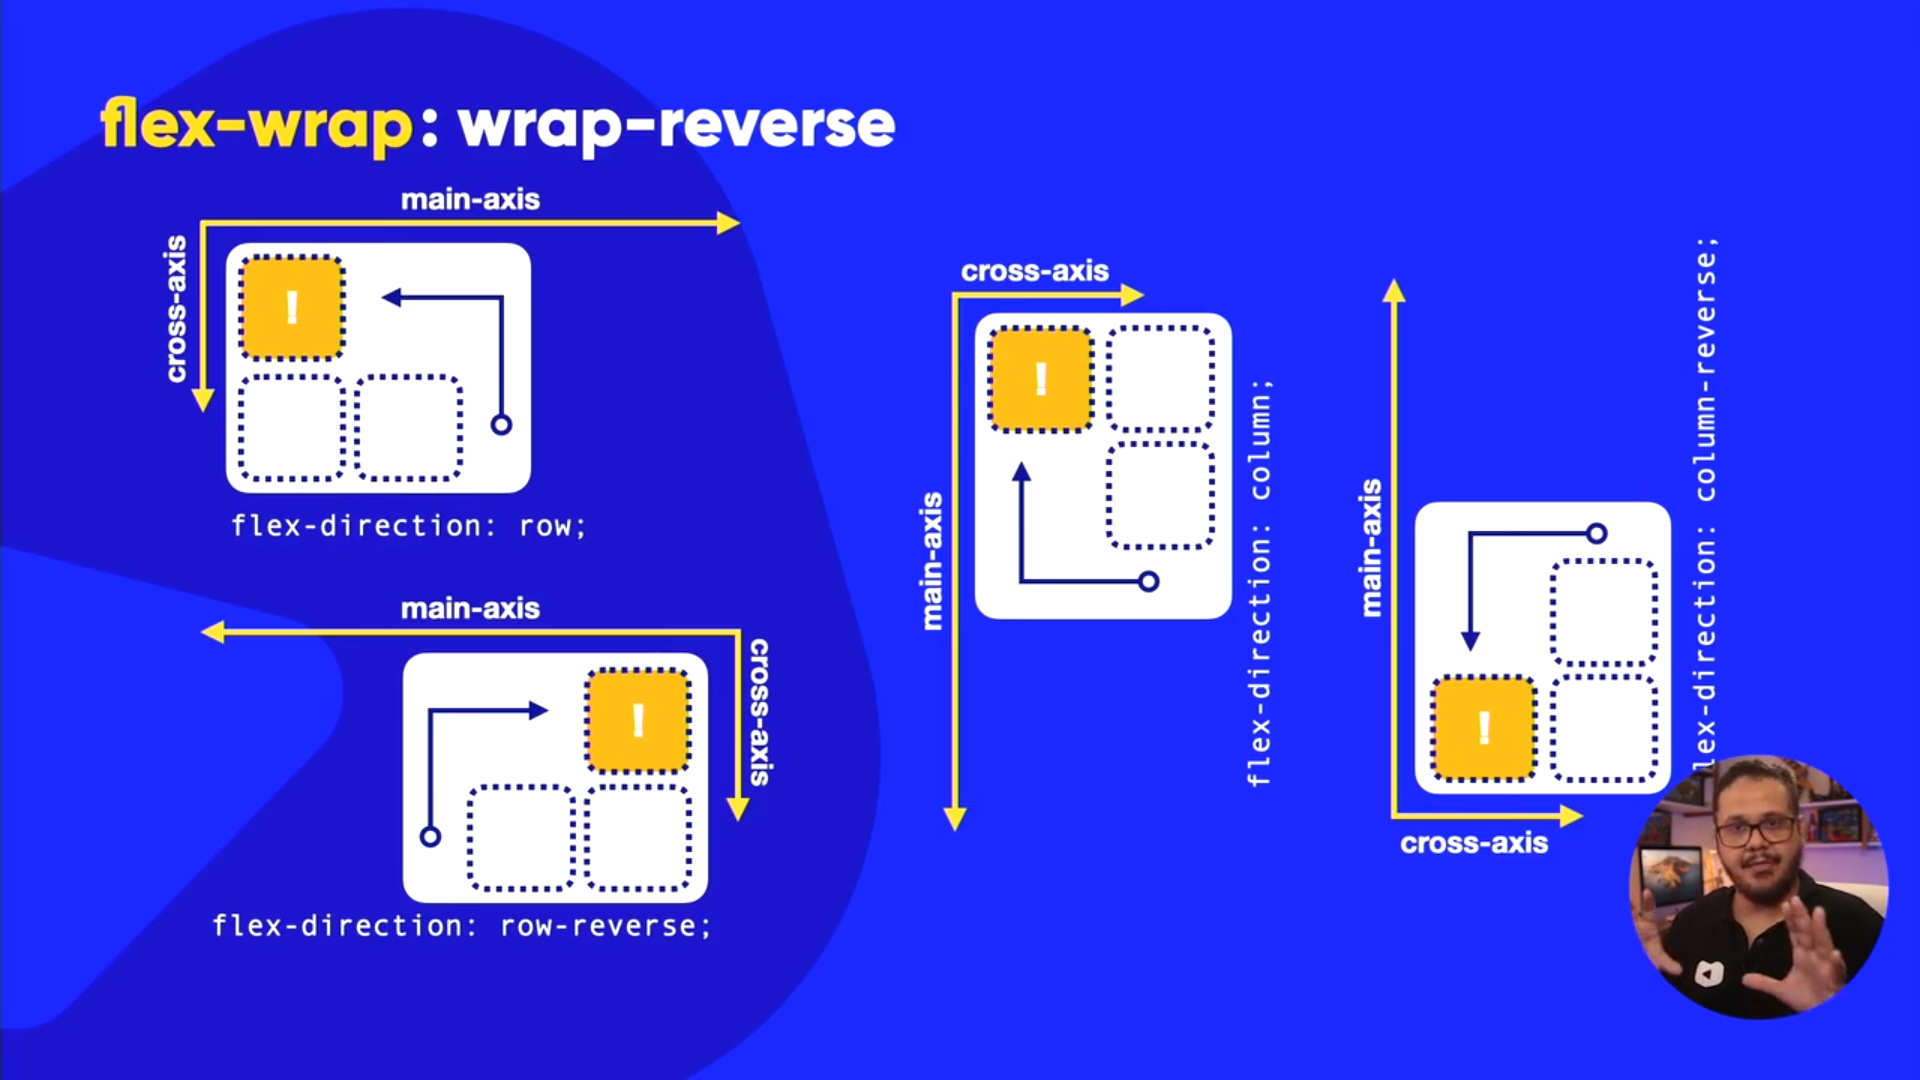 flex-wrap: wrap-reverse
main-axis
cross-axis
!
flex-direction: row;
main-axis
cross-axis
!
flex-direction: row-reverse;
cross-axis
main-axis
!
flex-direction: column;
main-axis
cross-axis
!
flex-direction: column-reverse;